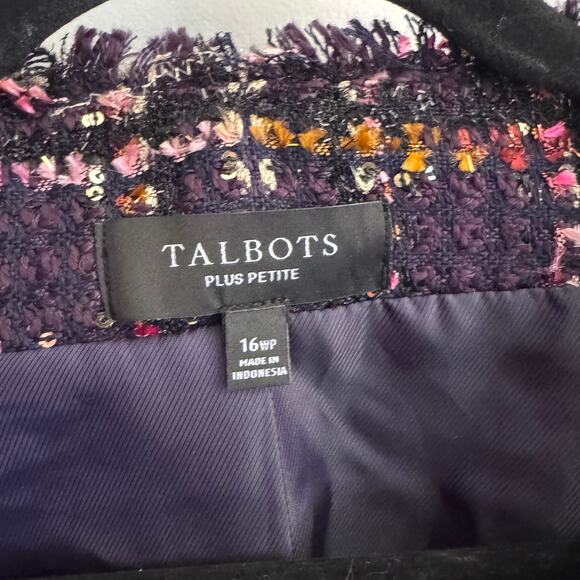 TALBOTS
PLUS PETITE
16WP
MADE IN
INDONESIA